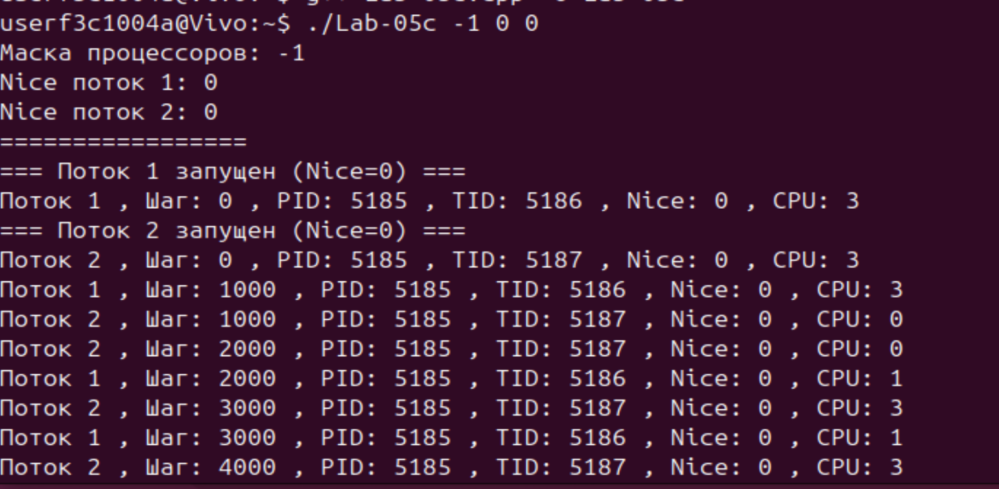 userf3c1004a@Vivo:~$ ./Lab-05c -1 0 0
Маска процессоров: -1
Nice поток 1: 0
Nice поток 2: 0
=================
=== Поток 1 запущен (Nice=0) ===
Поток 1 , Шаг: 0 , PID: 5185 , TID: 5186 , Nice: 0 , CPU: 3
=== Поток 2 запущен (Nice=0) ===
Поток 2 , Шаг: 0 , PID: 5185 , TID: 5187 , Nice: 0 , CPU: 3
Поток 1 , Шаг: 1000 , PID: 5185 , TID: 5186 , Nice: 0 , CPU: 3
Поток 2 , Шаг: 1000 , PID: 5185 , TID: 5187 , Nice: 0 , CPU: 0
Поток 2 , Шаг: 2000 , PID: 5185 , TID: 5187 , Nice: 0 , CPU: 0
Поток 1 , Шаг: 2000 , PID: 5185 , TID: 5186 , Nice: 0 , CPU: 1
Поток 2 , Шаг: 3000 , PID: 5185 , TID: 5187 , Nice: 0 , CPU: 3
Поток 1 , Шаг: 3000 , PID: 5185 , TID: 5186 , Nice: 0 , CPU: 1
Поток 2 , Шаг: 4000 , PID: 5185 , TID: 5187 , Nice: 0 , CPU: 3